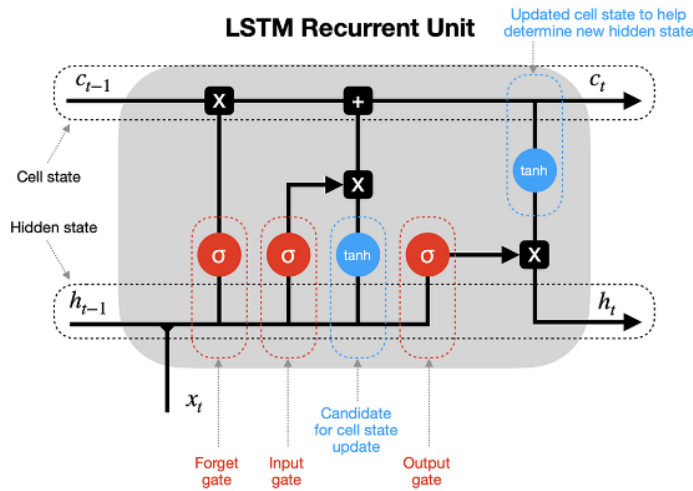 LSTM Recurrent Unit
Updated cell state to help
determine new hidden state
c_{t-1}
X
+
c_t
Cell state
X
tanh
Hidden state
σ
σ
tanh
σ
X
h_{t-1}
h_t
x_t
Candidate
for cell state
update
Forget
gate
Input
gate
Output
gate